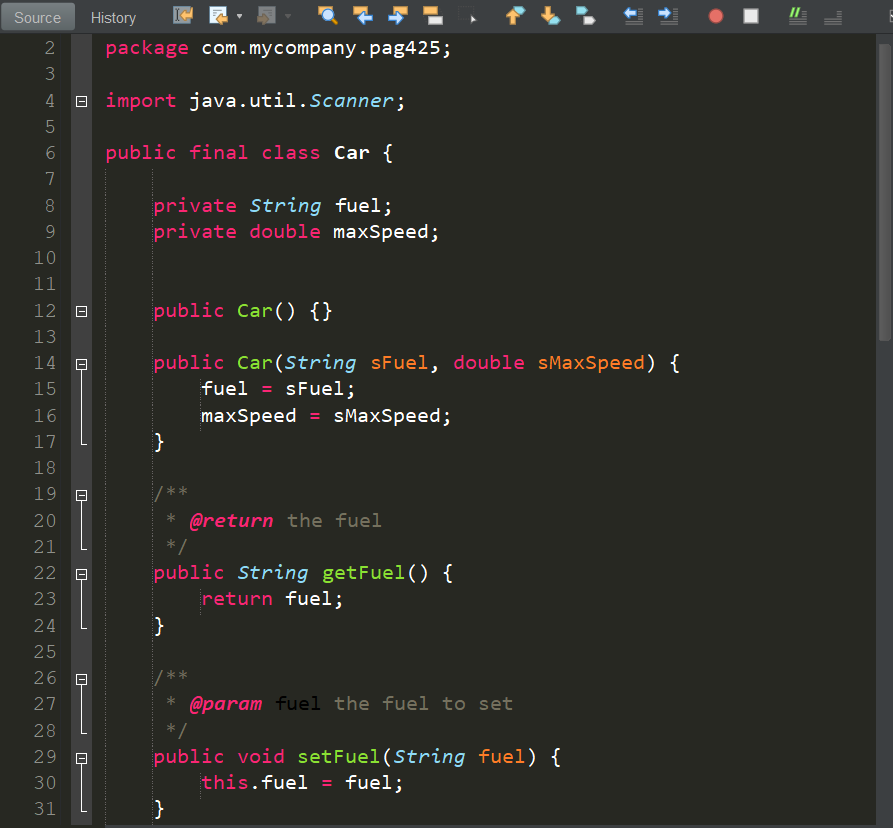 Source History
2 package com.mycompany.pag425;
3
4 import java.util.Scanner;
5
6 public final class Car {
7
8 private String fuel;
9 private double maxSpeed;
10
11
12 public Car() {}
13
14 public Car(String sFuel, double sMaxSpeed) {
15 fuel = sFuel;
16 maxSpeed = sMaxSpeed;
17 }
18
19 /**
20 * @return the fuel
21 */
22 public String getFuel() {
23 return fuel;
24 }
25
26 /**
27 * @param fuel the fuel to set
28 */
29 public void setFuel(String fuel) {
30 this.fuel = fuel;
31 }